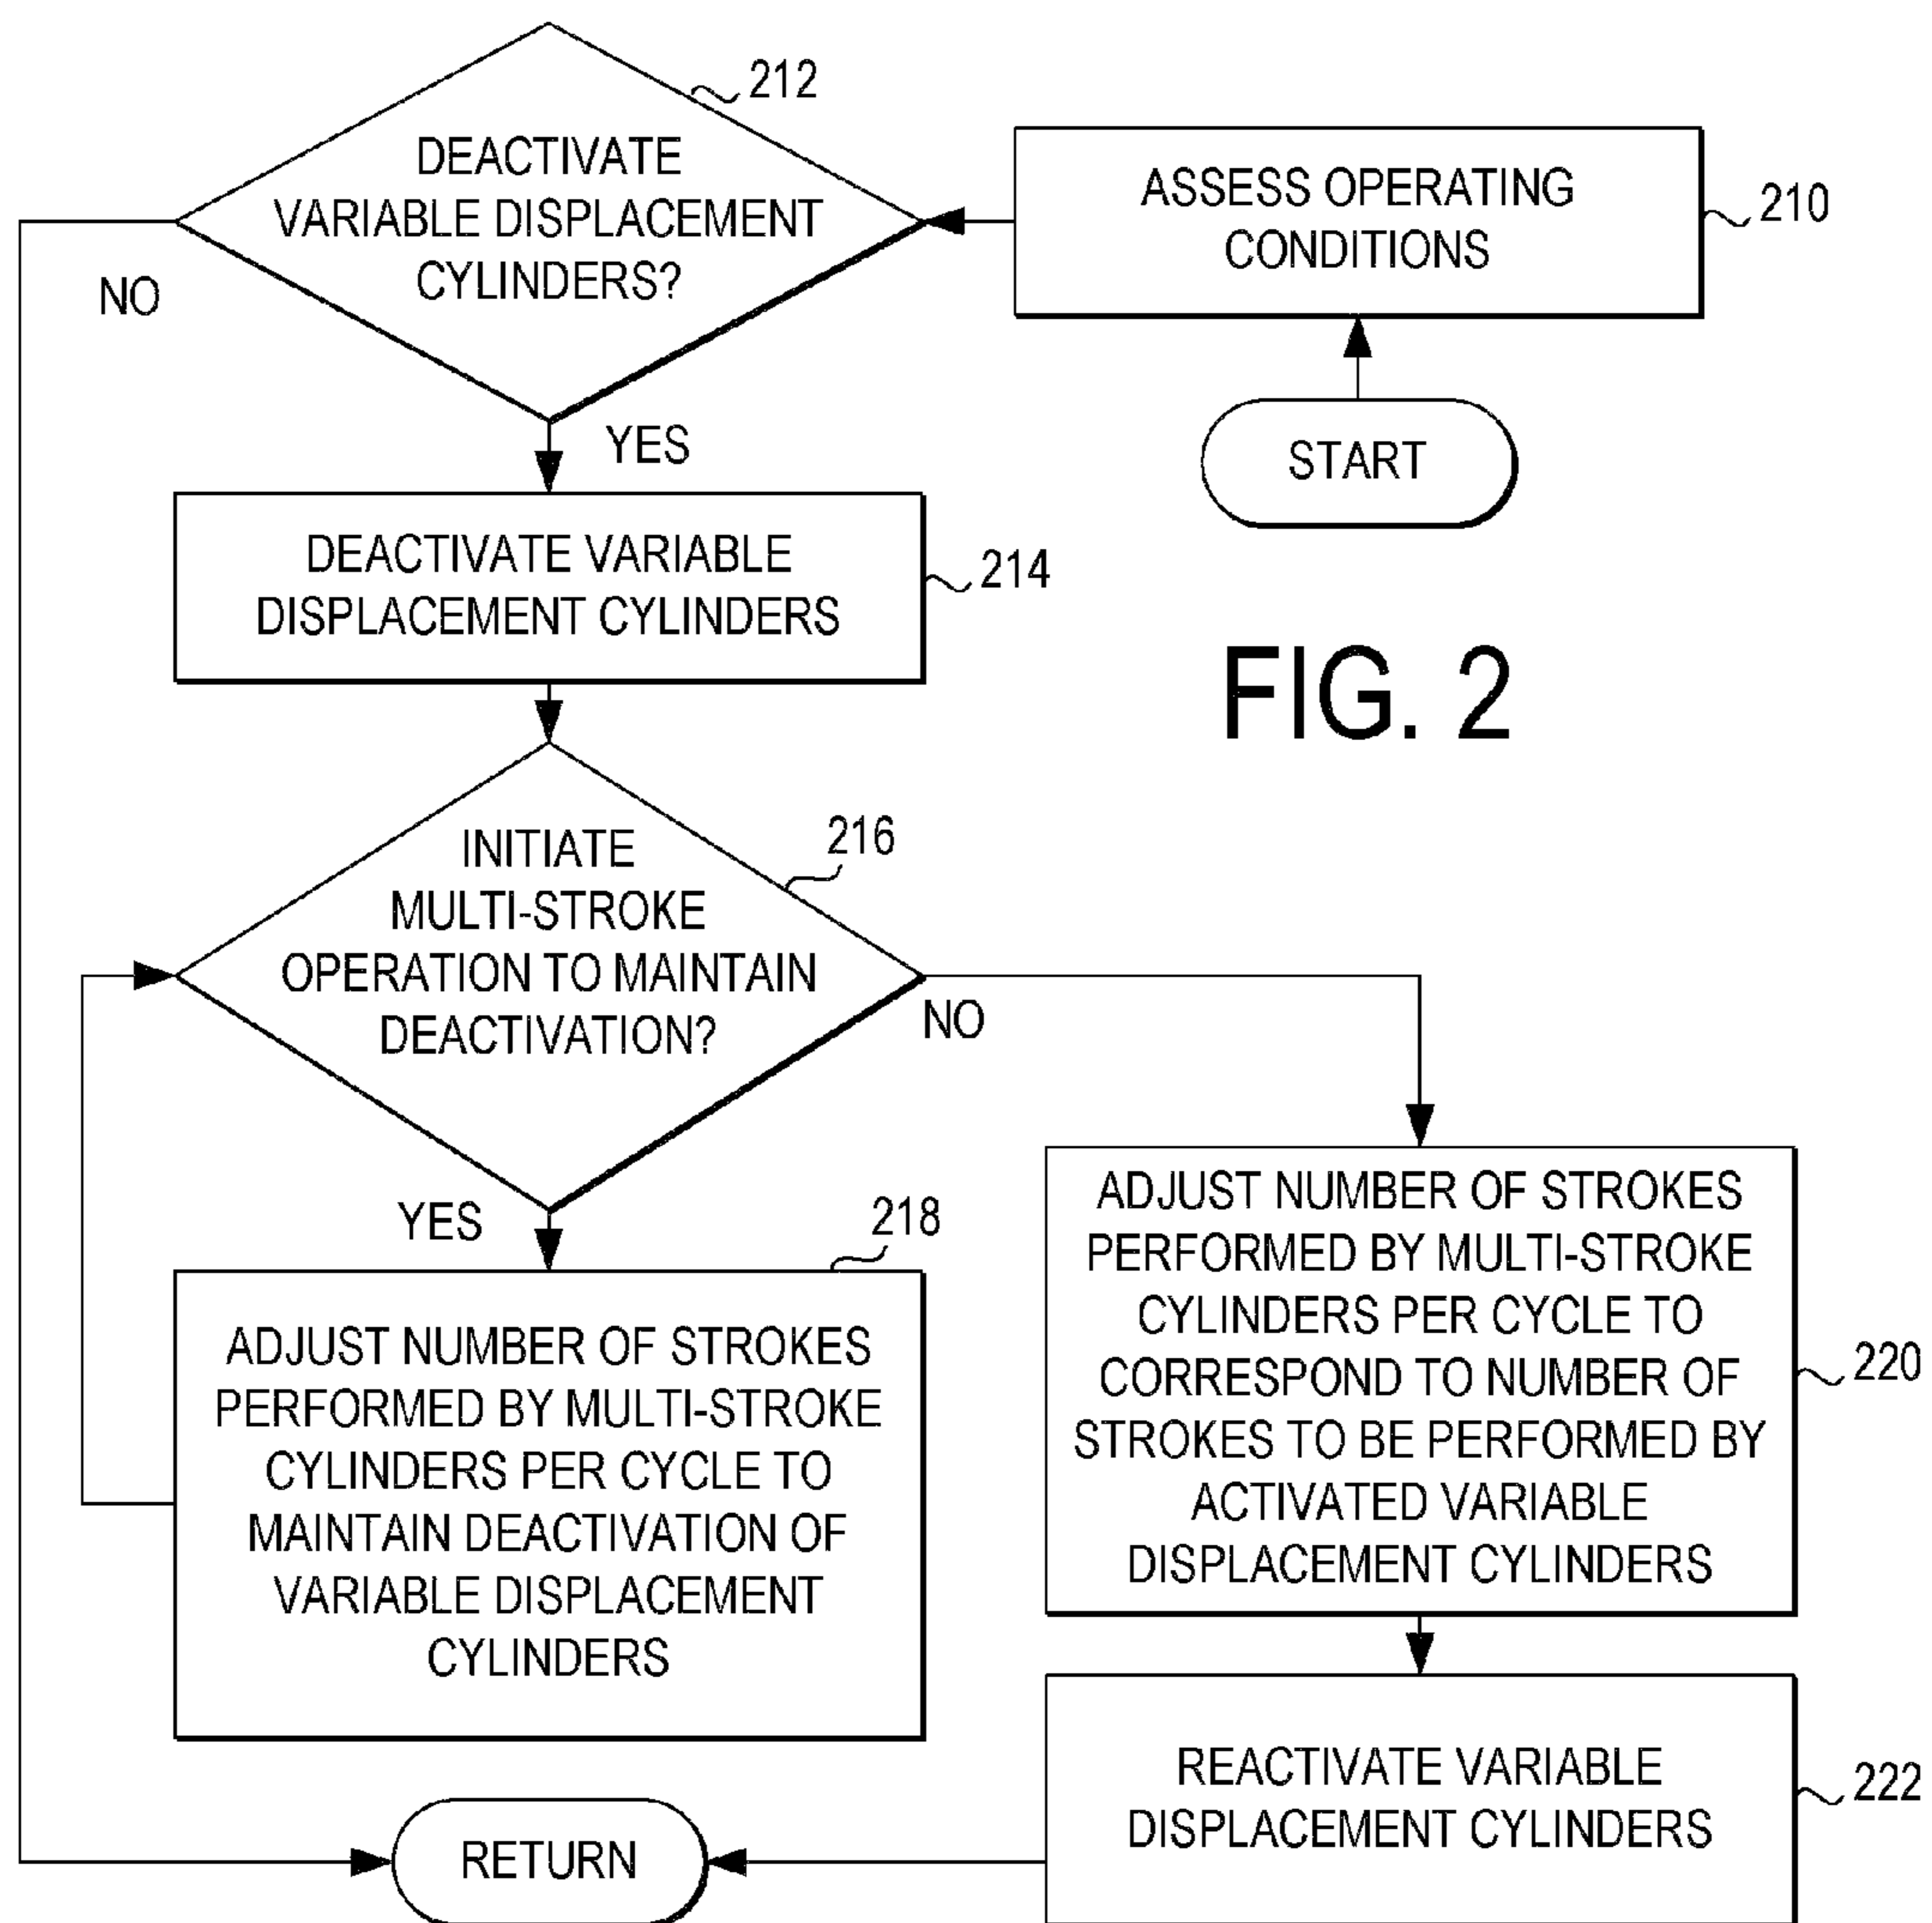 212
DEACTIVATE
VARIABLE DISPLACEMENT
CYLINDERS?
NO
YES
ASSESS OPERATING
CONDITIONS
210
START
DEACTIVATE VARIABLE
DISPLACEMENT CYLINDERS
214
FIG. 2
INITIATE
MULTI-STROKE
OPERATION TO MAINTAIN
DEACTIVATION?
216
NO
YES
218
ADJUST NUMBER OF STROKES
PERFORMED BY MULTI-STROKE
CYLINDERS PER CYCLE TO
MAINTAIN DEACTIVATION OF
VARIABLE DISPLACEMENT
CYLINDERS
ADJUST NUMBER OF STROKES
PERFORMED BY MULTI-STROKE
CYLINDERS PER CYCLE TO
CORRESPOND TO NUMBER OF
STROKES TO BE PERFORMED BY
ACTIVATED VARIABLE
DISPLACEMENT CYLINDERS
220
REACTIVATE VARIABLE
DISPLACEMENT CYLINDERS
222
RETURN